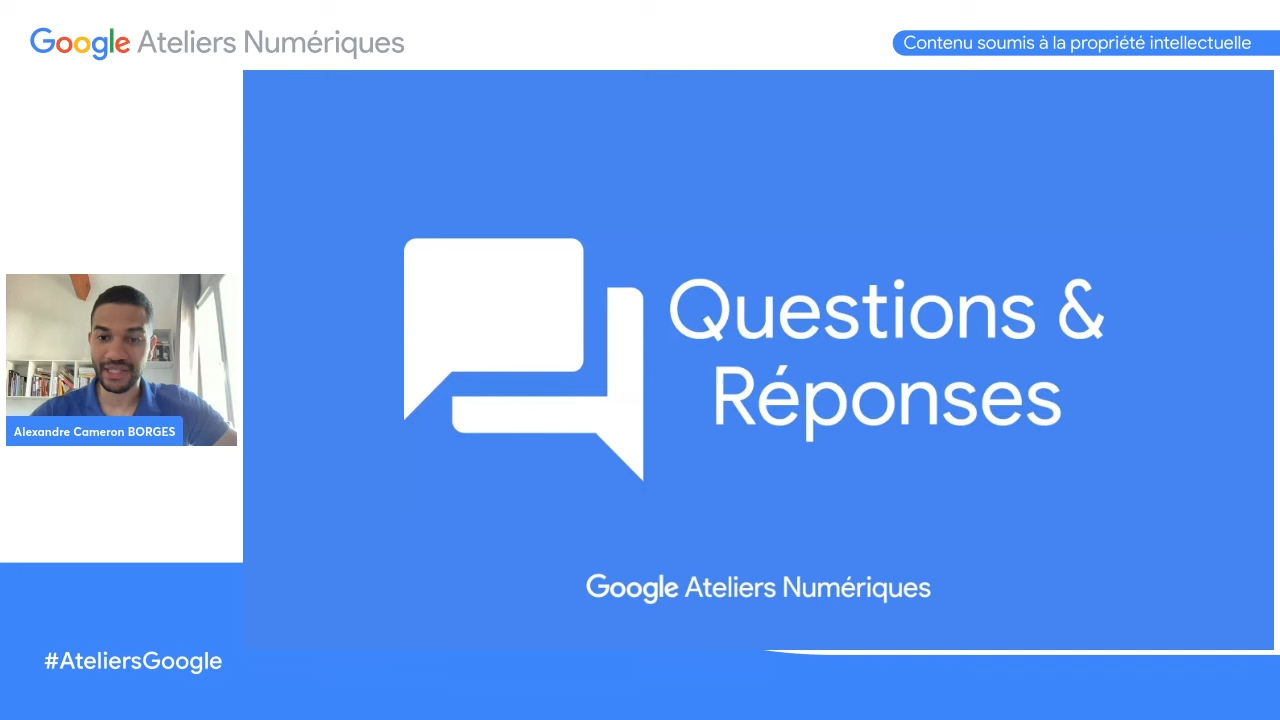 Google Ateliers Numériques
Contenu soumis à la propriété intellectuelle
Questions &
Réponses
Alexandre Cameron BORGES
Google Ateliers Numériques
#AteliersGoogle